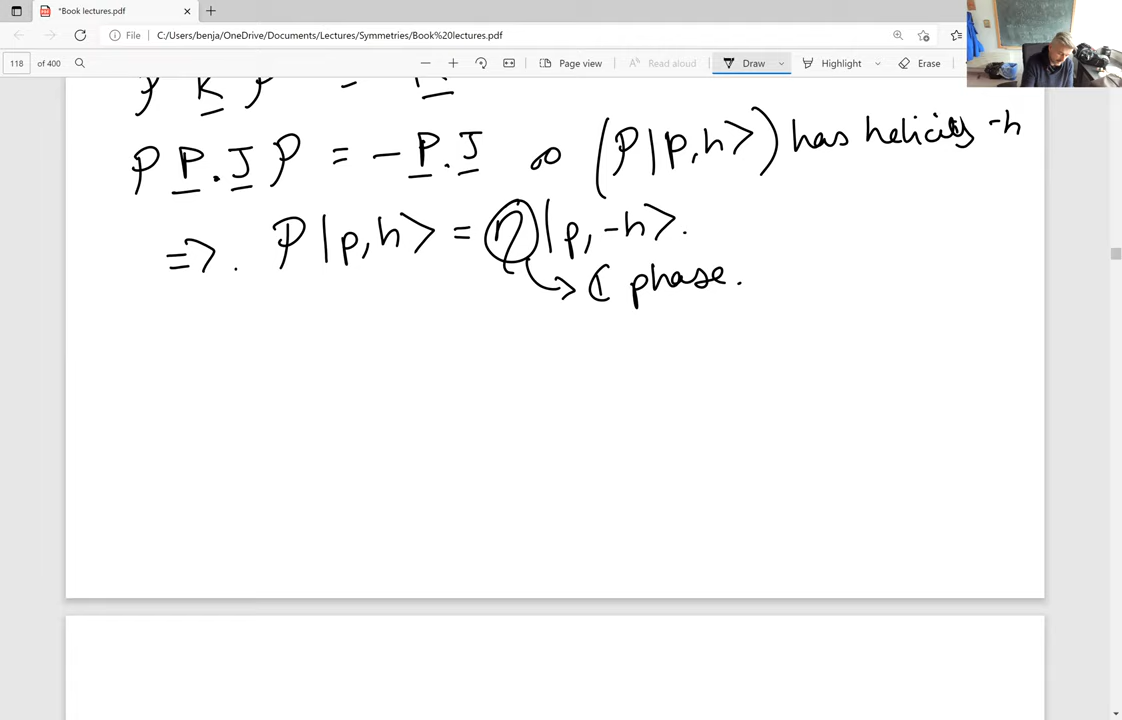 *Book lectures.pdf
File C:/Users/benja/OneDrive/Documents/Lectures/Symmetries/Book%20lectures.pdf
118 of 400 Page view Read aloud Draw Highlight Erase
P K P = - K
P P . J P = - P . J so (P|p,h>) has helicity -h
=> . P|p,h> = η|p,-h>.
ℂ phase.